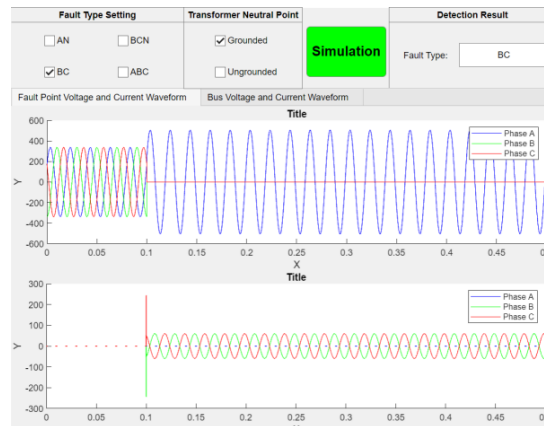 Fault Type Setting
Transformer Neutral Point
Detection Result
AN
BCN
Grounded
Simulation
Fault Type:
BC
BC
ABC
Ungrounded
Fault Point Voltage and Current Waveform
Bus Voltage and Current Waveform
Title
600
400
200
0
-200
-400
-600
Y
Phase A
Phase B
Phase C
0 0.05 0.1 0.15 0.2 0.25 0.3 0.35 0.4 0.45
X
Title
300
200
100
0
-100
-200
-300
Y
Phase A
Phase B
Phase C
0 0.05 0.1 0.15 0.2 0.25 0.3 0.35 0.4 0.45